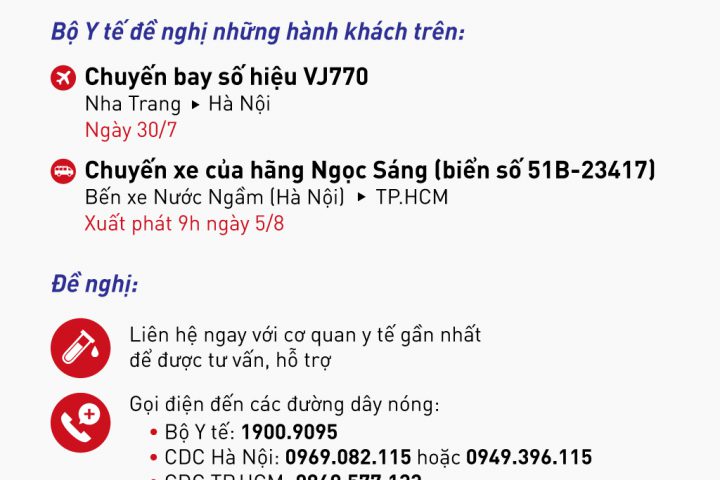 Bộ Y tế đề nghị những hành khách trên:
Chuyến bay số hiệu VJ770
Nha Trang ▸ Hà Nội
Ngày 30/7
Chuyến xe của hãng Ngọc Sáng (biển số 51B-23417)
Bến xe Nước Ngầm (Hà Nội) ▸ TP.HCM
Xuất phát 9h ngày 5/8
Đề nghị:
Liên hệ ngay với cơ quan y tế gần nhất
để được tư vấn, hỗ trợ
Gọi điện đến các đường dây nóng:
• Bộ Y tế: 1900.9095
• CDC Hà Nội: 0969.082.115 hoặc 0949.396.115
• CDC TP.HCM: